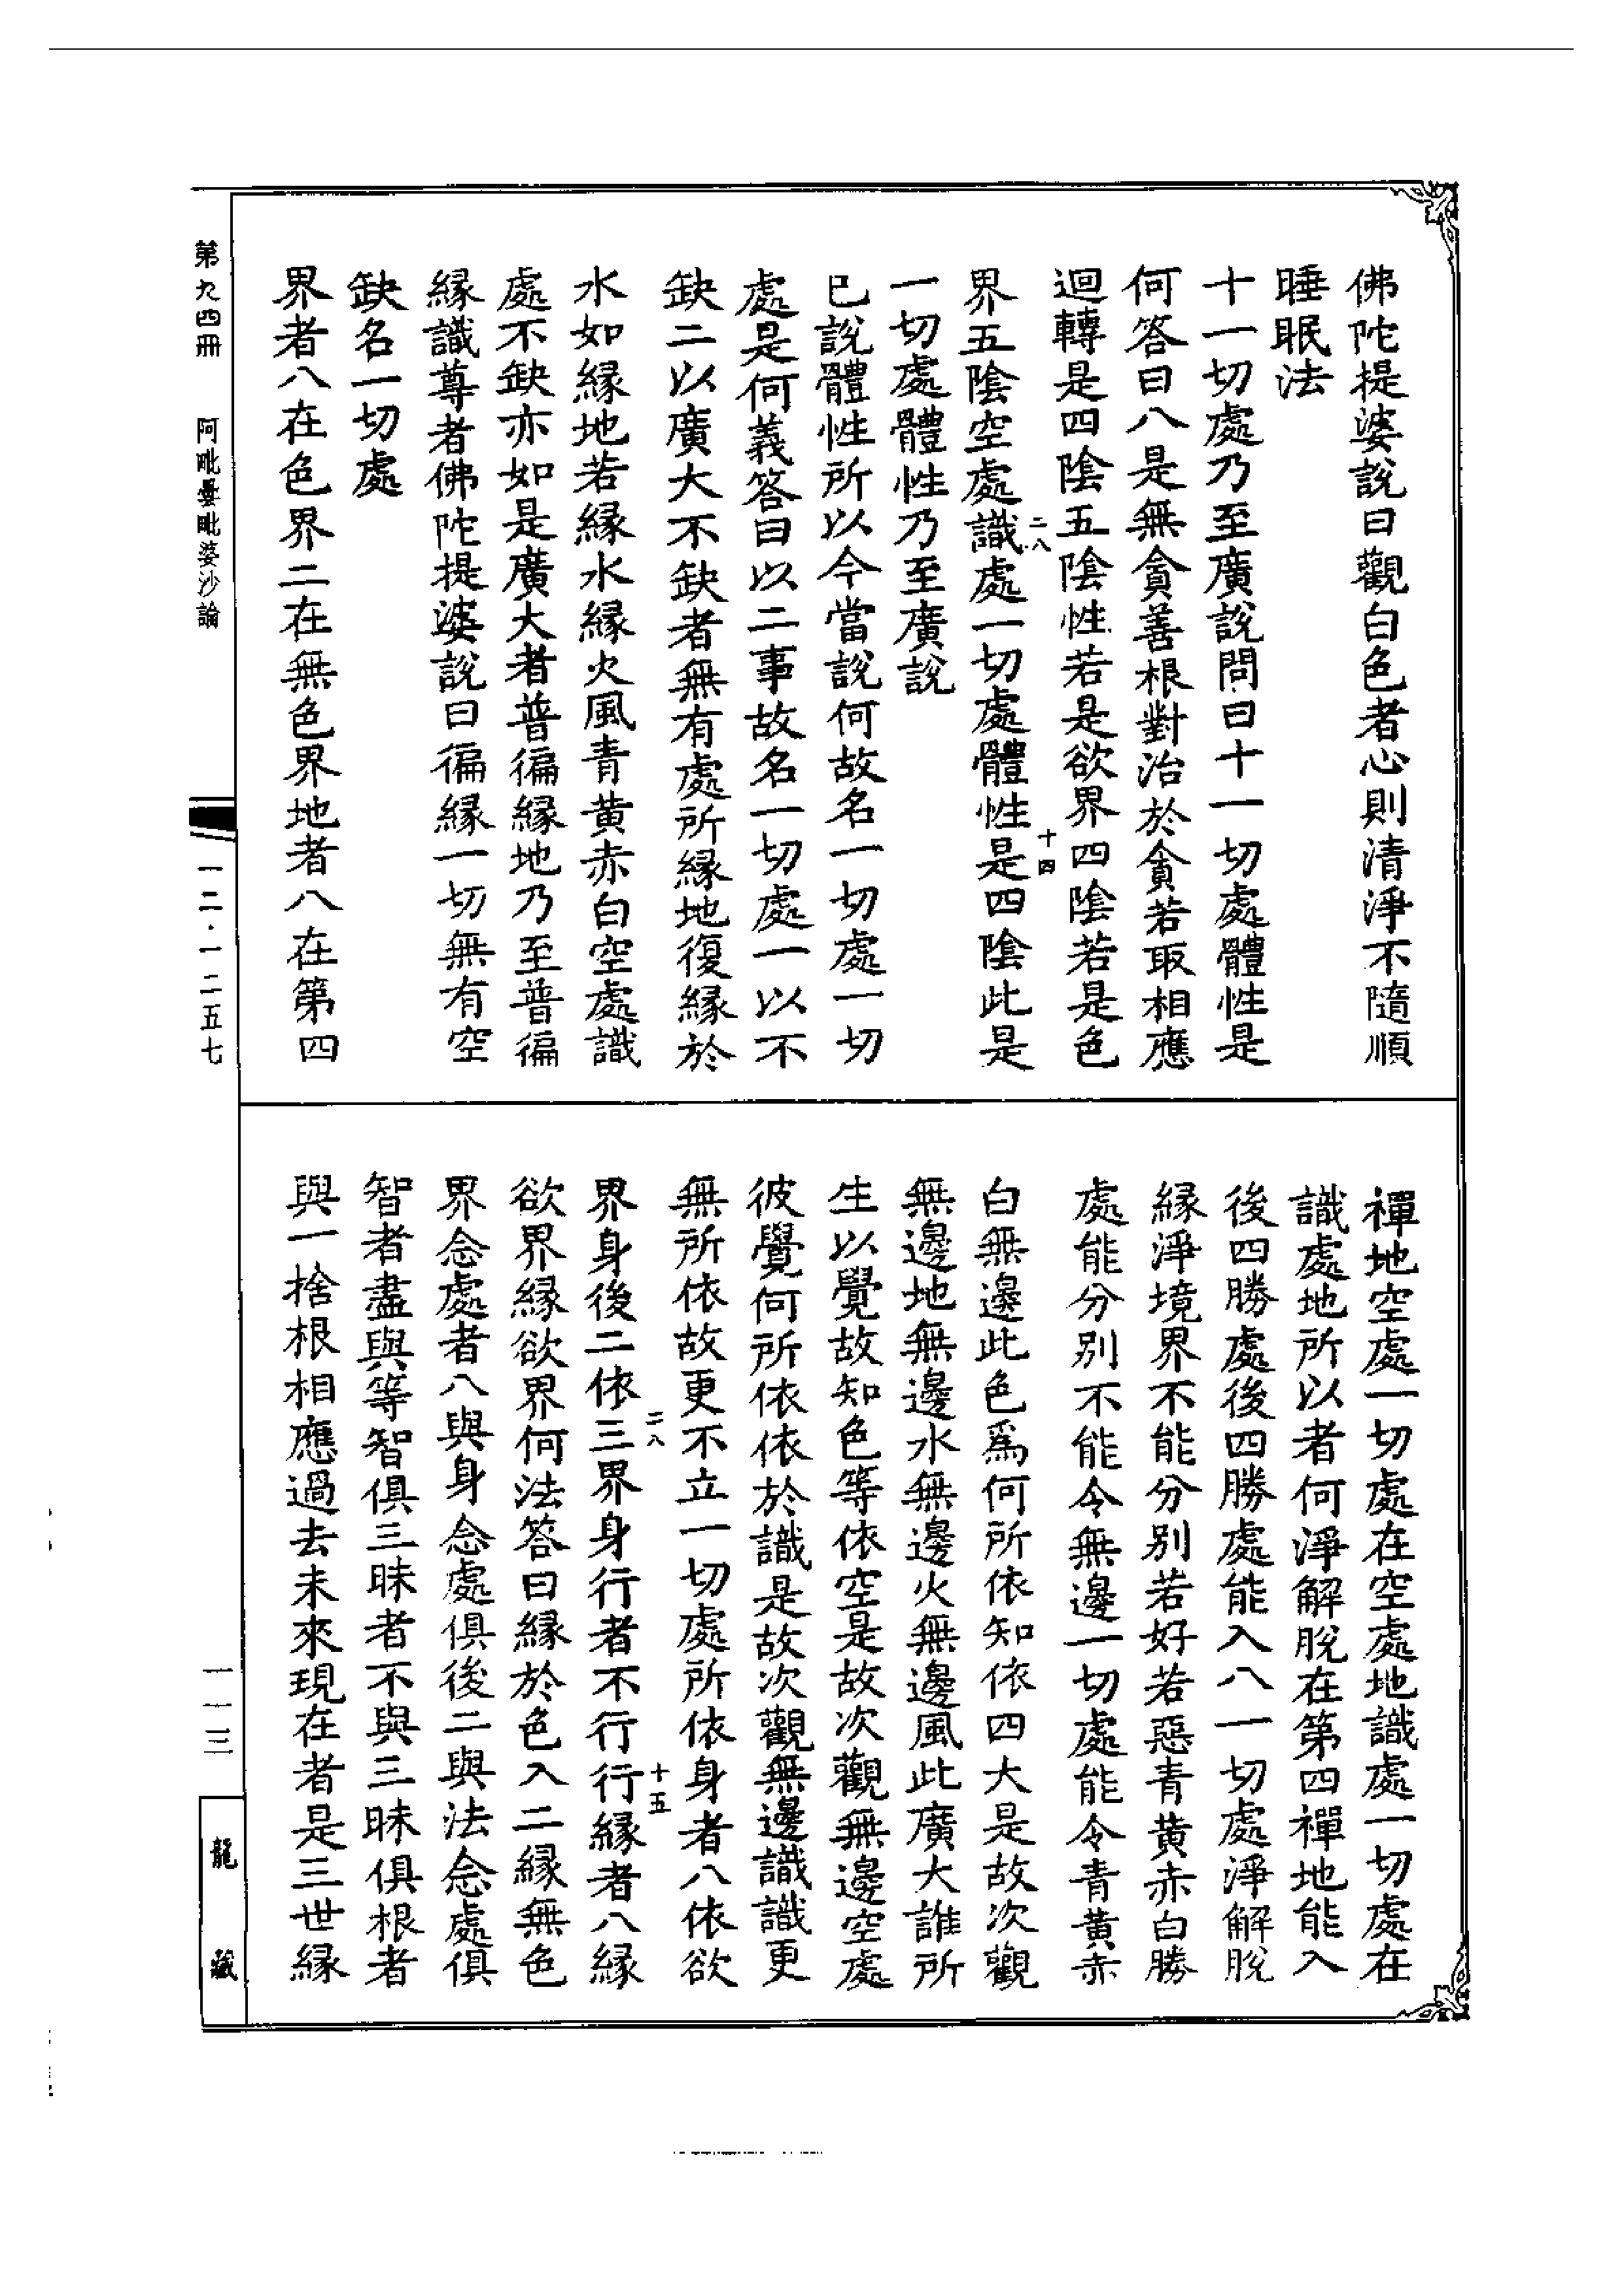 佛陀提婆說曰觀白色者心則清淨不隨順
睡眠法
十一切處乃至廣說問曰十一切處體性是
何答曰八是無貪善根對治於貪若取相應
迴轉是四陰五陰性若是欲界四陰若是色
二八
十四
界五陰空處識處一切處體性是四陰此是
一切處體性乃至廣說
已說體性所以今當說何故名一切處一切
處是何義答曰以二事故名一切處一以不
缺二以廣大不缺者無有處所緣地復緣於
水如緣地若緣水緣火風青黃赤白空處識
處不缺亦如是廣大者普徧緣地乃至普徧
緣識尊者佛陀提婆說曰徧緣一切無有空
缺名一切處
界者八在色界二在無色界地者八在第四
禪地空處一切處在空處地識處一切處在
識處地所以者何淨解脫在第四禪地能入
後四勝處後四勝處能入八一切處淨解脫
緣淨境界不能分別若好若惡青黃赤白勝
處能分別不能令無邊一切處能令青黃赤
白無邊此色爲何所依知依四大是故次觀
無邊地無邊水無邊火無邊風此廣大誰所
生以覺故知色等依空是故次觀無邊空處
彼覺何所依依於識是故次觀無邊識識更
無所依故更不立一切處所依身者八依欲
二八
十五
界身後二依三界身行者不行行緣者八緣
欲界緣欲界何法答曰緣於色入二緣無色
界念處者八與身念處俱後二與法念處俱
智者盡與等智俱三昧者不與三昧俱根者
與一捨根相應過去未來現在者是三世緣
第九四冊 阿毗曇毗婆沙論
一二·一二五七
一一三
龍藏